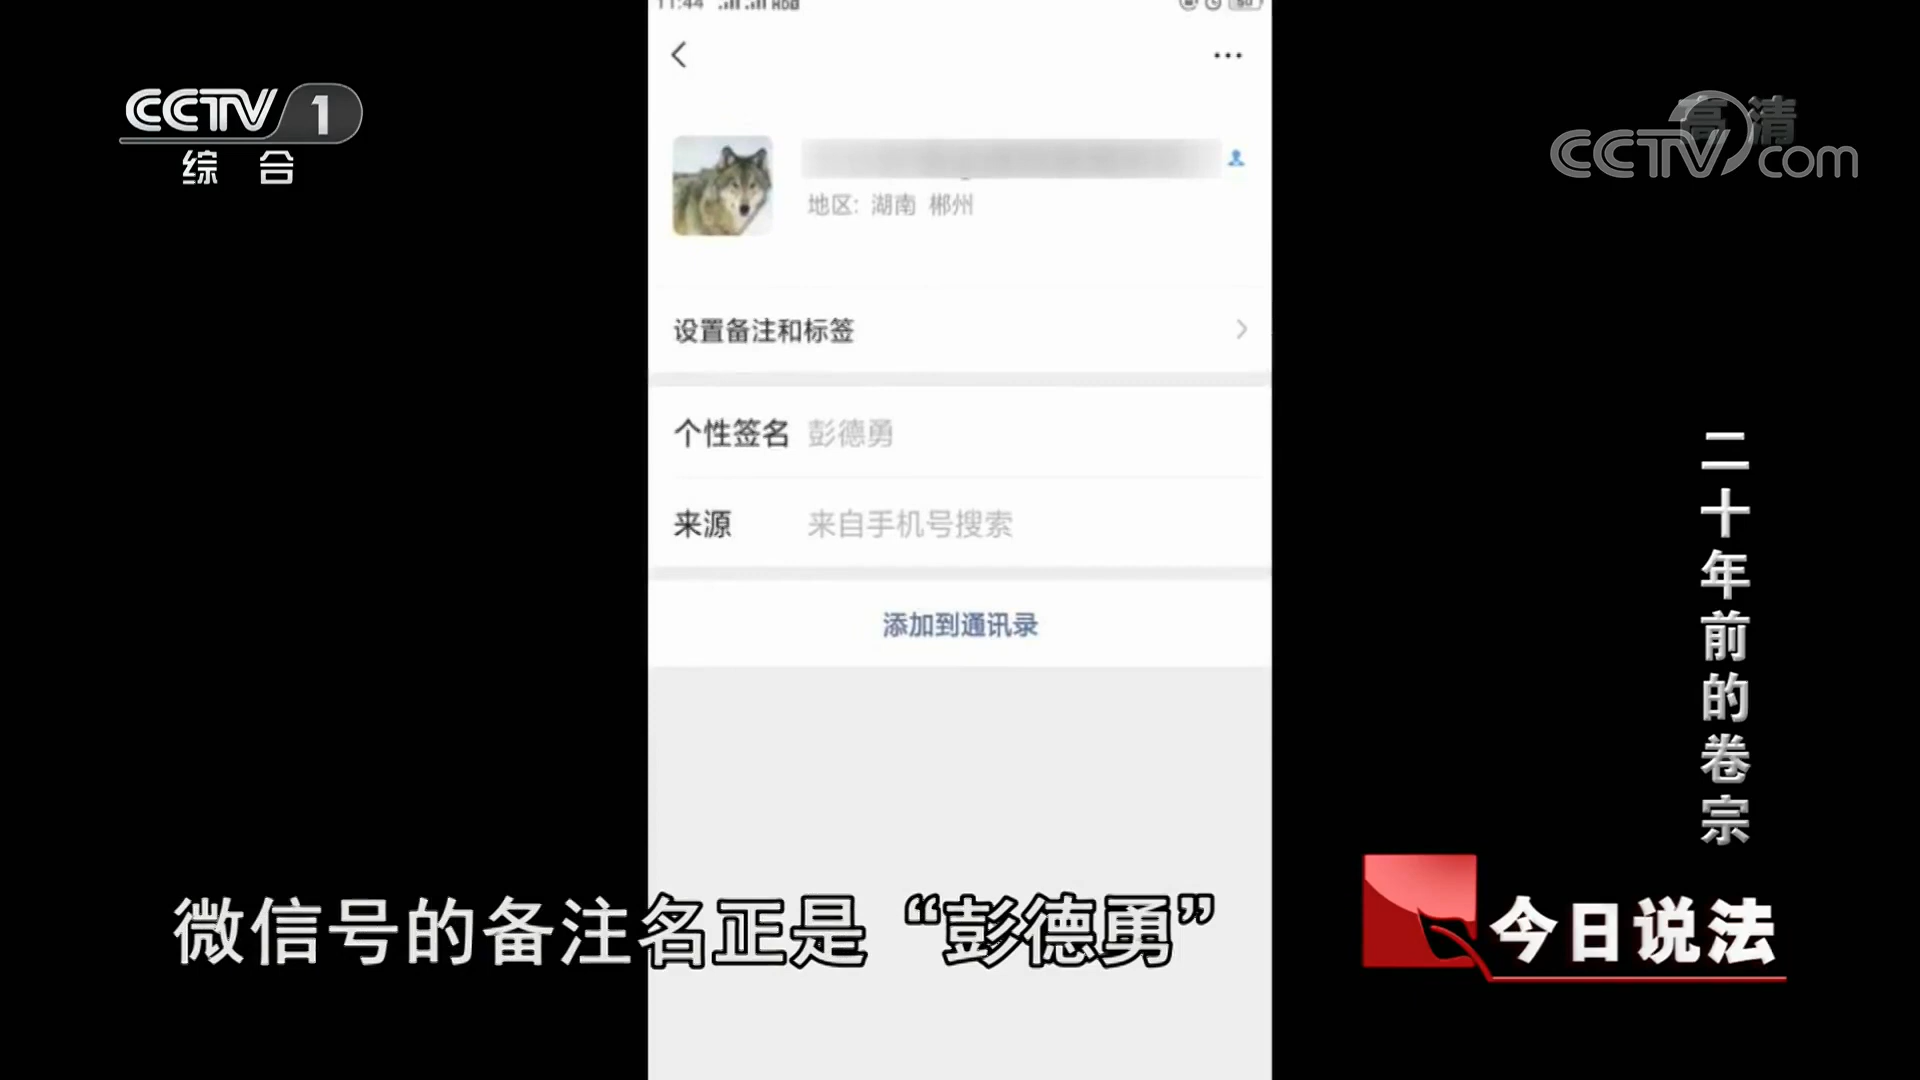 11:44
CCTV 1
综合
高清
CCTV.com
地区: 湖南 郴州
设置备注和标签
个性签名 彭德勇
来源 来自手机号搜索
添加到通讯录
二十年前的卷宗
微信号的备注名正是“彭德勇”
今日说法